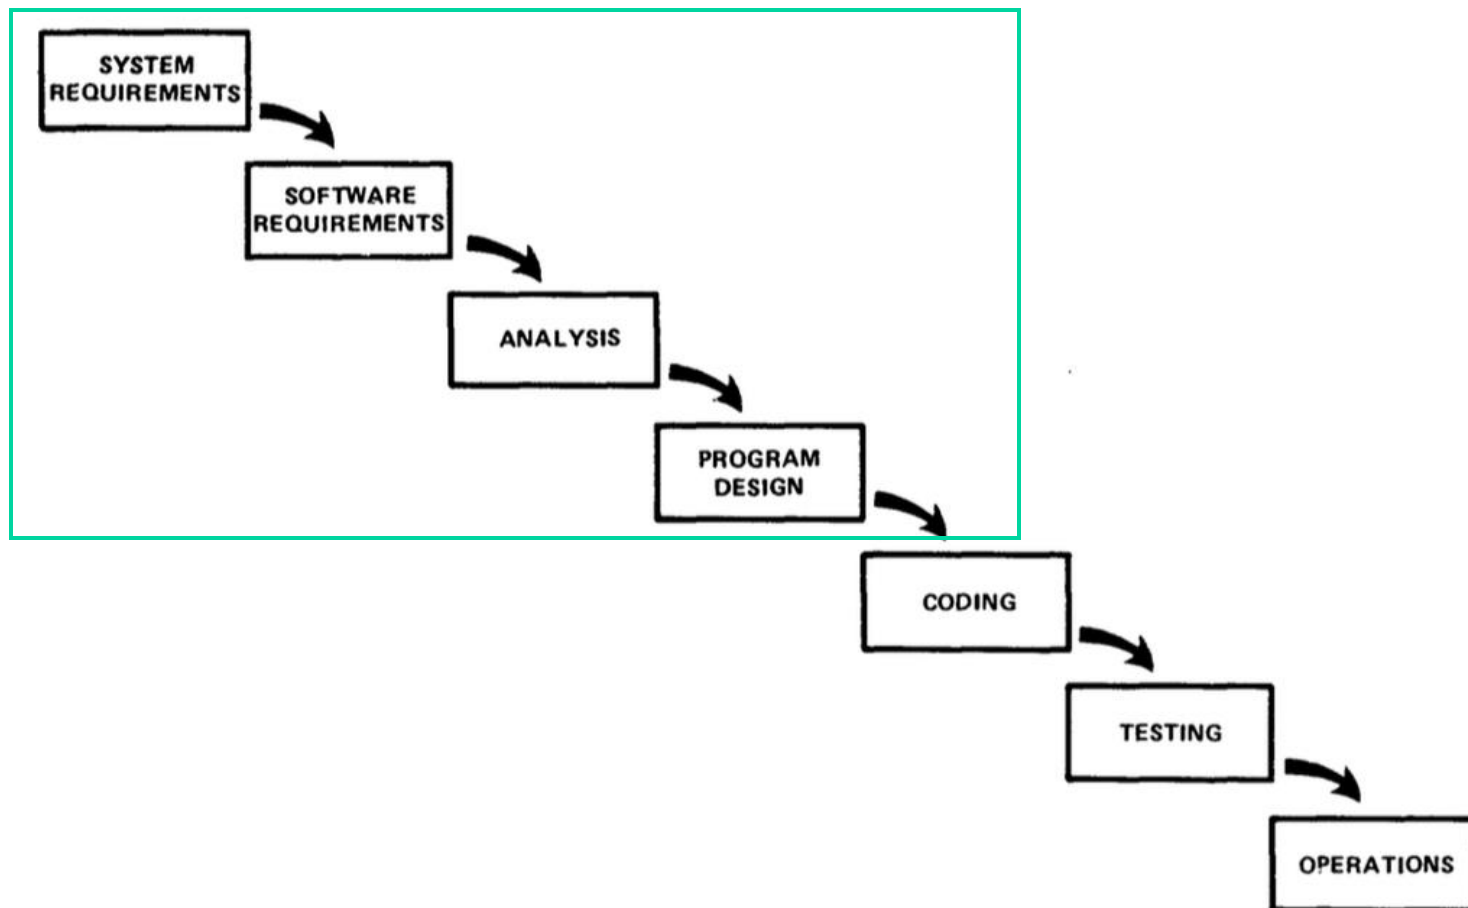 SYSTEM
REQUIREMENTS
SOFTWARE
REQUIREMENTS
ANALYSIS
PROGRAM
DESIGN
CODING
TESTING
OPERATIONS